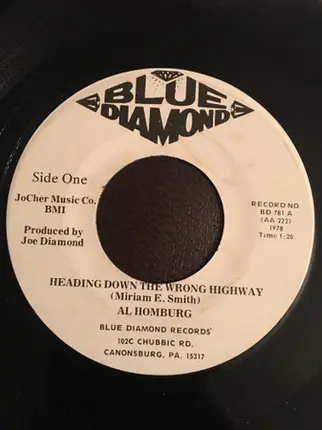 BLUE
DIAMOND
Side One
JoCher Music Co.
BMI
Produced by
Joe Diamond
RECORD NO.
BD 781 A
(AA 222)
1978
Time 1:20
HEADING DOWN THE WRONG HIGHWAY
(Miriam E. Smith)
AL HOMBURG
BLUE DIAMOND RECORDS
102C CHUBBIC RD.
CANONSBURG, PA. 15317